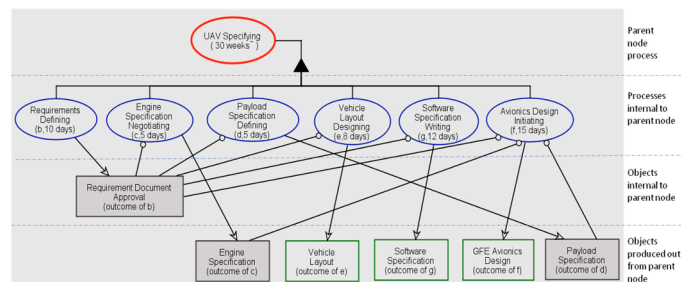 UAV Specifying
( 30 weeks~ )
Parent
node
process
Requirements
Defining
(b,10 days)
Engine
Specification
Negotiating
(c,5 days)
Payload
Specification
Defining
(d,5 days)
Vehicle
Layout
Designing
(e,8 days)
Software
Specification
Writing
(g,12 days)
Avionics Design
Initiating
(f,15 days)
Processes
internal to
parent node
Requirement Document
Approval
(outcome of b)
Objects
internal to
parent node
Engine
Specification
(outcome of c)
Vehicle
Layout
(outcome of e)
Software
Specification
(outcome of g)
GFE Avionics
Design
(outcome of f)
Payload
Specification
(outcome of d)
Objects
produced out
from parent
node